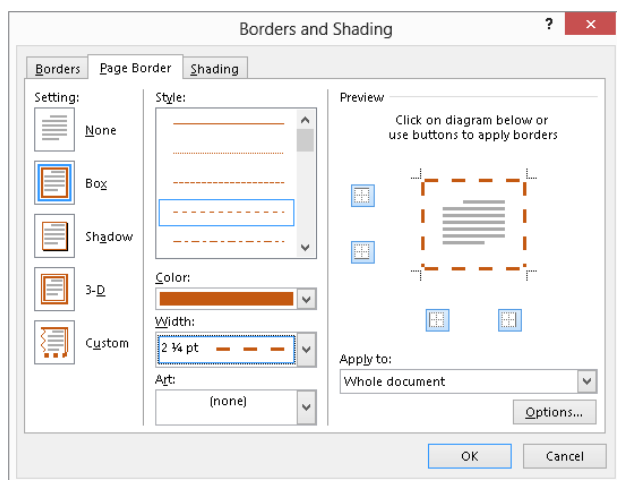 Borders and Shading
?
Borders
Page Border
Shading
Setting:
None
Box
Shadow
3-D
Custom
Style:
Color:
Width:
2 ¼ pt
Art:
(none)
Preview
Click on diagram below or
use buttons to apply borders
Apply to:
Whole document
Options...
OK
Cancel